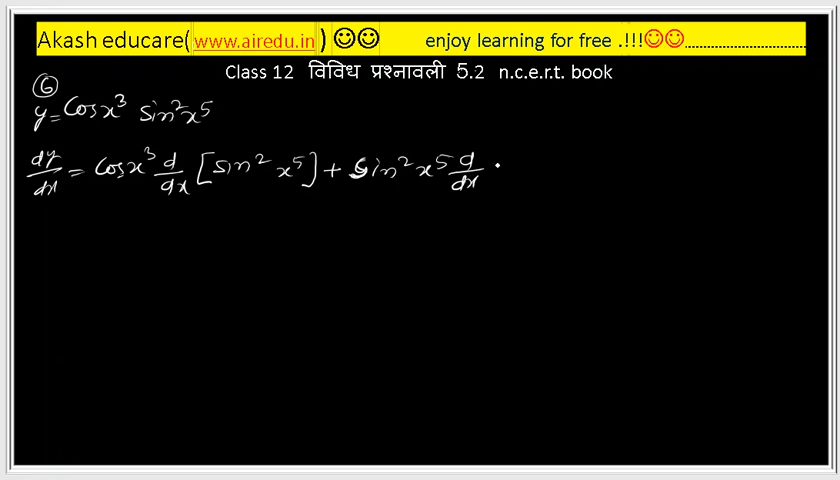 Akash educare( www.airedu.in ) ☺☺ enjoy learning for free .!!!☺☺................................
Class 12 विविध प्रश्नावली 5.2 n.c.e.r.t. book
⑥
y = Cos x³ sin² x⁵
dy/dx = cos x³ d/dx [sin² x⁵] + sin² x⁵ d/dx